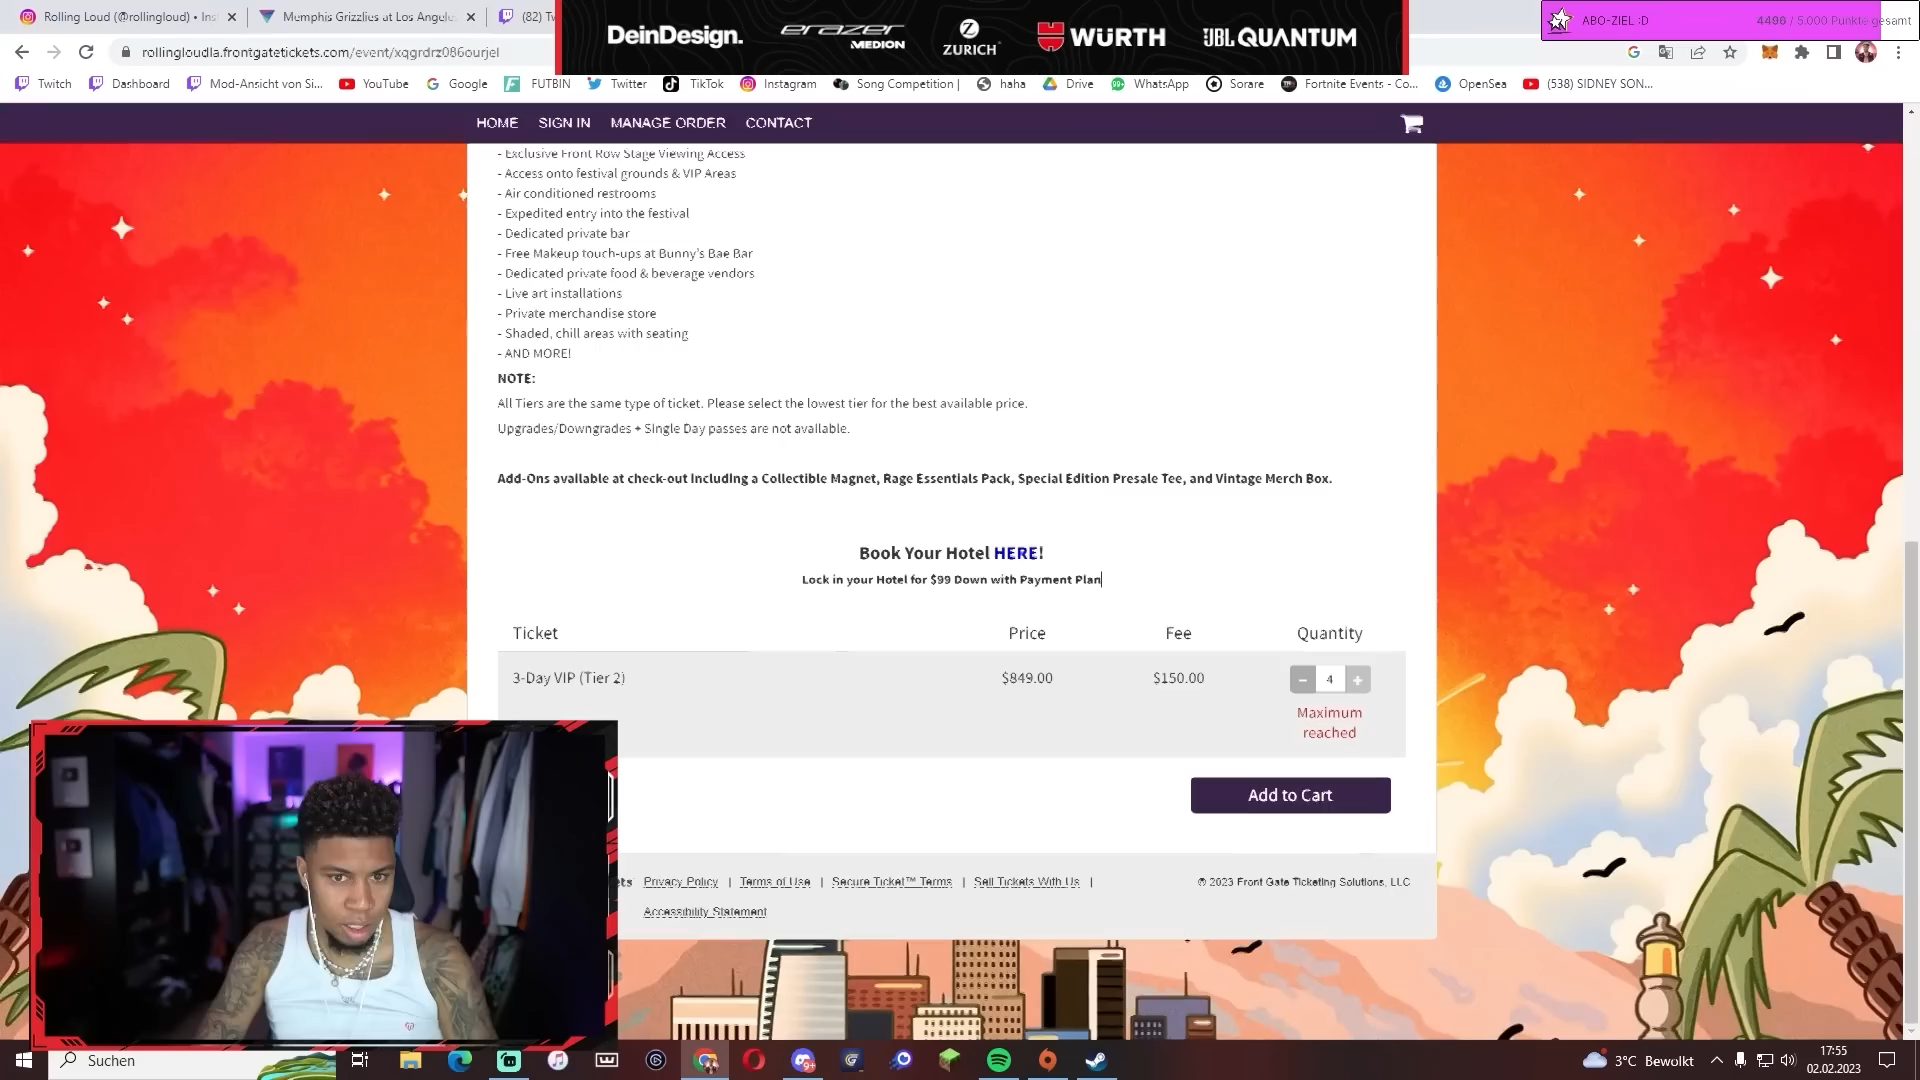 Rolling Loud (@rollingloud) • Ins
Memphis Grizzlies at Los Angeles
(82) Tw
DeinDesign.
erazer
MEDION
ZURICH
WÜRTH
JBL QUANTUM
ABO-ZIEL :D
4496 / 5.000 Punkte gesamt
rollingloudla.frontgatetickets.com/event/xqgrdrz086ourjel
Twitch
Dashboard
Mod-Ansicht von Si...
YouTube
Google
FUTBIN
Twitter
TikTok
Instagram
Song Competition |
haha
Drive
WhatsApp
Sorare
Fortnite Events - Co...
OpenSea
(538) SIDNEY SON...
HOME SIGN IN MANAGE ORDER CONTACT
- Exclusive Front Row Stage Viewing Access
- Access onto festival grounds & VIP Areas
- Air conditioned restrooms
- Expedited entry into the festival
- Dedicated private bar
- Free Makeup touch-ups at Bunny's Bae Bar
- Dedicated private food & beverage vendors
- Live art installations
- Private merchandise store
- Shaded, chill areas with seating
- AND MORE!
NOTE:
All Tiers are the same type of ticket. Please select the lowest tier for the best available price.
Upgrades/Downgrades + Single Day passes are not available.
Add-Ons available at check-out including a Collectible Magnet, Rage Essentials Pack, Special Edition Presale Tee, and Vintage Merch Box.
Book Your Hotel HERE!
Lock in your Hotel for $99 Down with Payment Plan
Ticket Price Fee Quantity
3-Day VIP (Tier 2) $849.00 $150.00 - 4 +
Maximum
reached
Add to Cart
Privacy Policy | Terms of Use | Secure Ticket™ Terms | Sell Tickets With Us |
© 2023 Front Gate Ticketing Solutions, LLC
Accessibility Statement
Suchen
3°C Bewölkt
17:55
02.02.2023